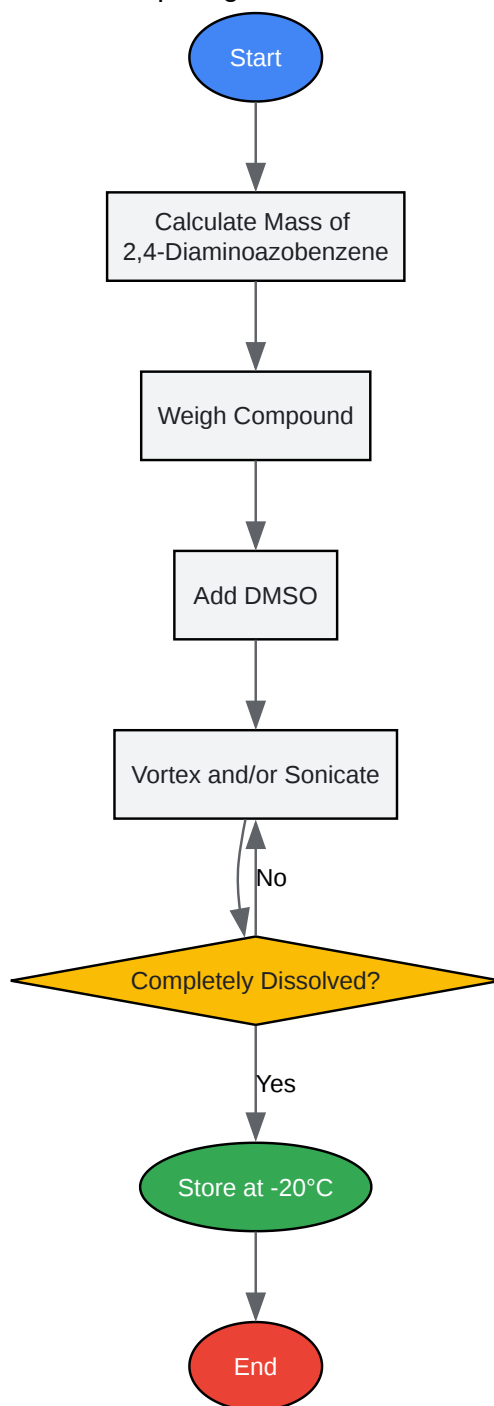 Start
Calculate Mass of
2,4-Diaminoazobenzene
Weigh Compound
Add DMSO
Vortex and/or Sonicate
No
Completely Dissolved?
Yes
Store at -20°C
End